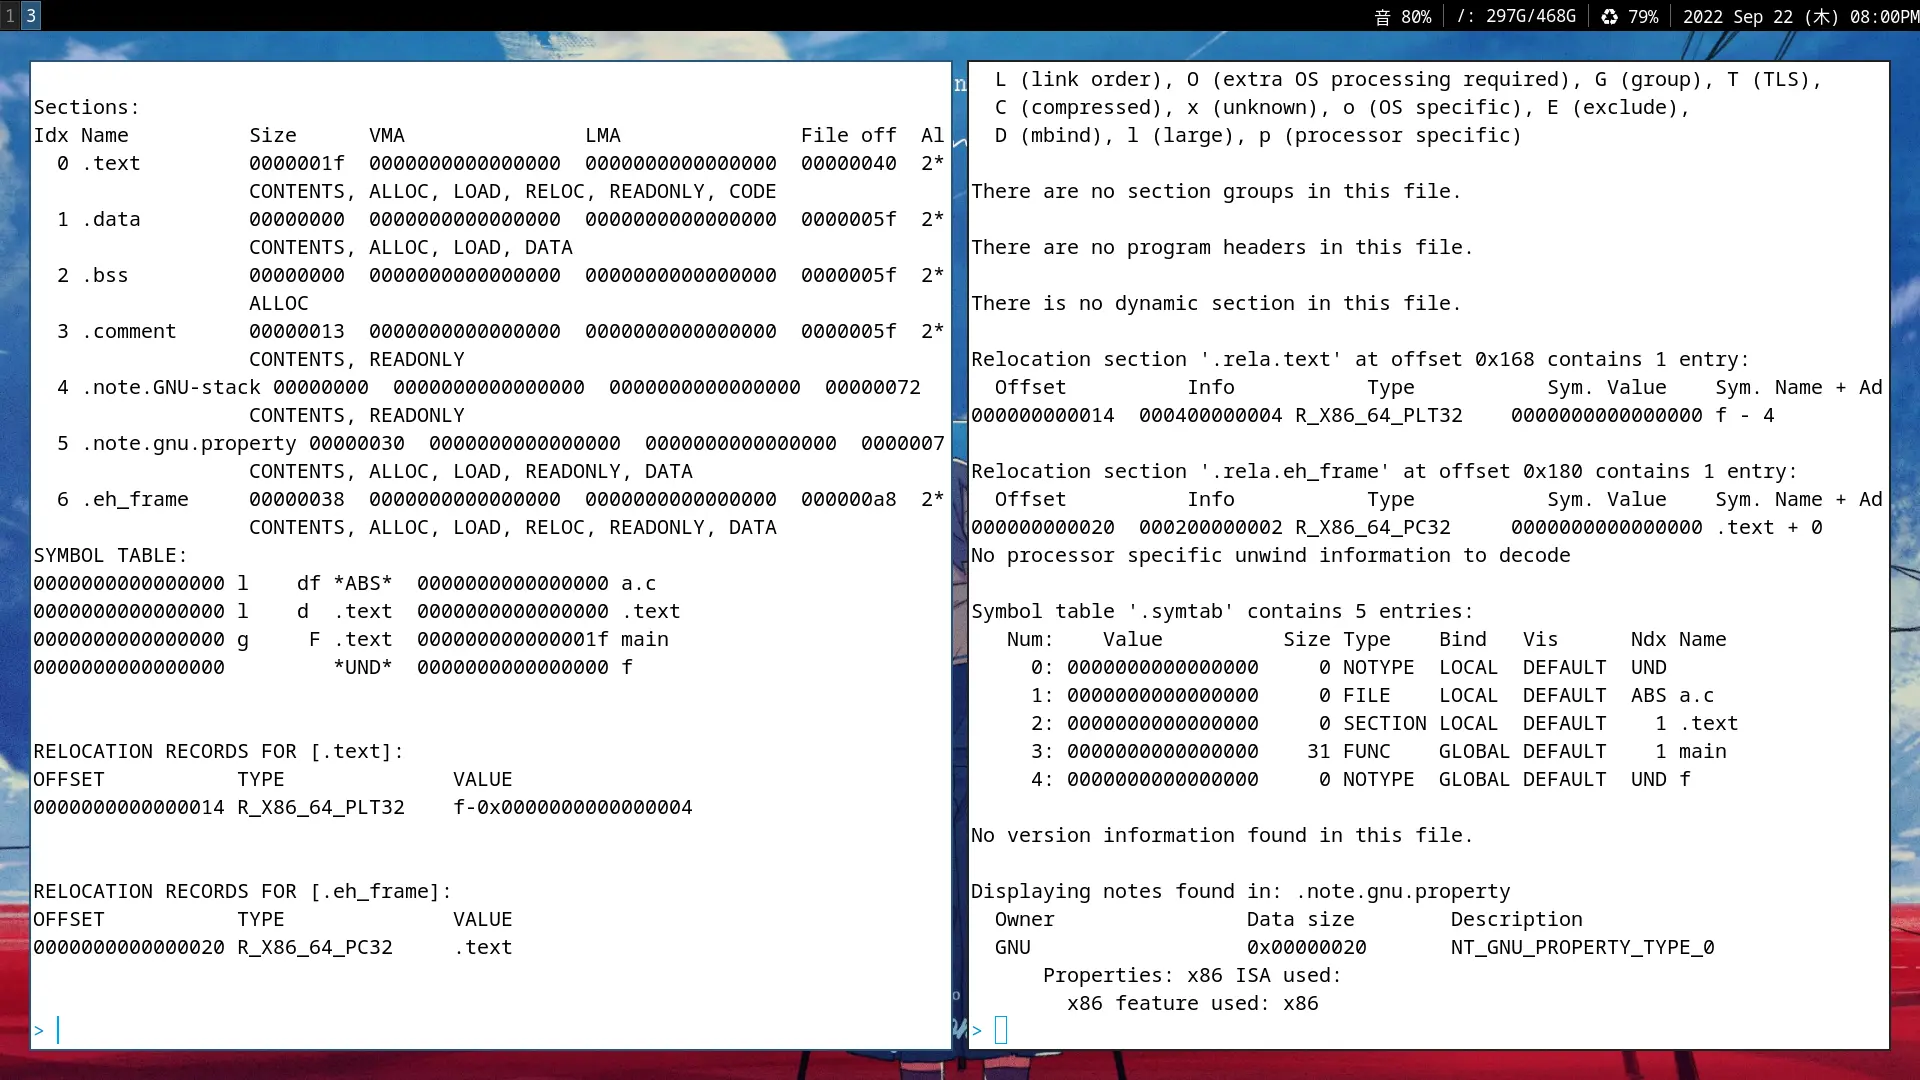 1 3 音 80% /: 297G/468G ♻ 79% 2022 Sep 22 (木) 08:00PM
Sections:
Idx Name          Size      VMA               LMA               File off  Al
  0 .text         0000001f  0000000000000000  0000000000000000  00000040  2*
                  CONTENTS, ALLOC, LOAD, RELOC, READONLY, CODE
  1 .data         00000000  0000000000000000  0000000000000000  0000005f  2*
                  CONTENTS, ALLOC, LOAD, DATA
  2 .bss          00000000  0000000000000000  0000000000000000  0000005f  2*
                  ALLOC
  3 .comment      00000013  0000000000000000  0000000000000000  0000005f  2*
                  CONTENTS, READONLY
  4 .note.GNU-stack 00000000  0000000000000000  0000000000000000  00000072
                  CONTENTS, READONLY
  5 .note.gnu.property 00000030  0000000000000000  0000000000000000  0000007
                  CONTENTS, ALLOC, LOAD, READONLY, DATA
  6 .eh_frame     00000038  0000000000000000  0000000000000000  000000a8  2*
                  CONTENTS, ALLOC, LOAD, RELOC, READONLY, DATA
SYMBOL TABLE:
0000000000000000 l    df *ABS*  0000000000000000 a.c
0000000000000000 l    d  .text  0000000000000000 .text
0000000000000000 g     F .text  000000000000001f main
0000000000000000         *UND*  0000000000000000 f
RELOCATION RECORDS FOR [.text]:
OFFSET           TYPE              VALUE
0000000000000014 R_X86_64_PLT32    f-0x0000000000000004
RELOCATION RECORDS FOR [.eh_frame]:
OFFSET           TYPE              VALUE
0000000000000020 R_X86_64_PC32     .text
>
  L (link order), O (extra OS processing required), G (group), T (TLS),
  C (compressed), x (unknown), o (OS specific), E (exclude),
  D (mbind), l (large), p (processor specific)
There are no section groups in this file.
There are no program headers in this file.
There is no dynamic section in this file.
Relocation section '.rela.text' at offset 0x168 contains 1 entry:
  Offset          Info           Type           Sym. Value    Sym. Name + Ad
000000000014  000400000004 R_X86_64_PLT32    0000000000000000 f - 4
Relocation section '.rela.eh_frame' at offset 0x180 contains 1 entry:
  Offset          Info           Type           Sym. Value    Sym. Name + Ad
000000000020  000200000002 R_X86_64_PC32     0000000000000000 .text + 0
No processor specific unwind information to decode
Symbol table '.symtab' contains 5 entries:
   Num:    Value          Size Type    Bind   Vis      Ndx Name
     0: 0000000000000000     0 NOTYPE  LOCAL  DEFAULT  UND
     1: 0000000000000000     0 FILE    LOCAL  DEFAULT  ABS a.c
     2: 0000000000000000     0 SECTION LOCAL  DEFAULT    1 .text
     3: 0000000000000000    31 FUNC    GLOBAL DEFAULT    1 main
     4: 0000000000000000     0 NOTYPE  GLOBAL DEFAULT  UND f
No version information found in this file.
Displaying notes found in: .note.gnu.property
  Owner                Data size        Description
  GNU                  0x00000020       NT_GNU_PROPERTY_TYPE_0
      Properties: x86 ISA used:
        x86 feature used: x86
>